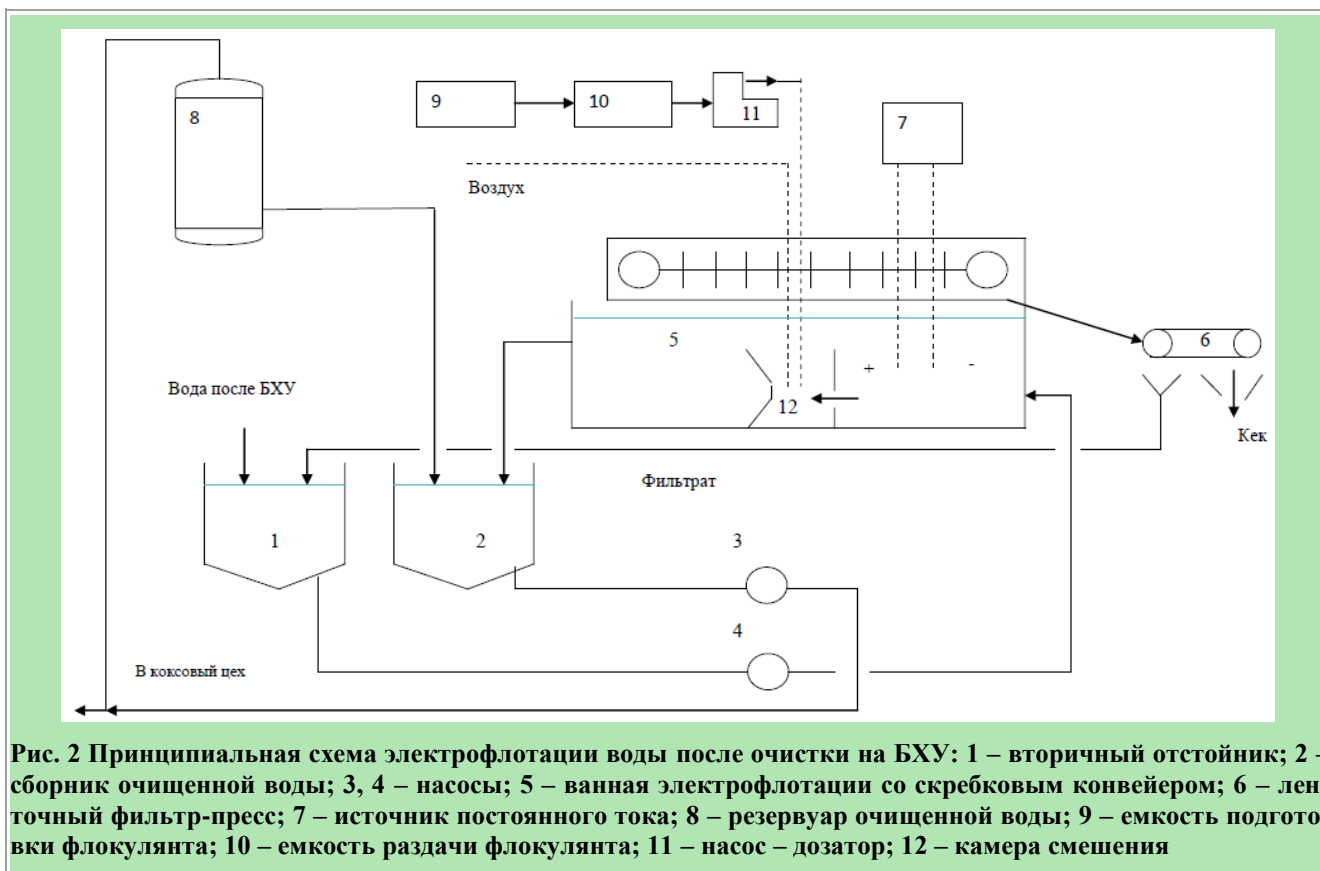 8
9
10
11
7
Воздух
5
6
+
-
12
Вода после БХУ
Кек
Фильтрат
1
2
3
4
В коксовый цех
Рис. 2 Принципиальная схема электрофлотации воды после очистки на БХУ: 1 – вторичный отстойник; 2 –
сборник очищенной воды; 3, 4 – насосы; 5 – ванная электрофлотации со скребковым конвейером; 6 – лен
точный фильтр-пресс; 7 – источник постоянного тока; 8 – резервуар очищенной воды; 9 – емкость подгото
вки флокулянта; 10 – емкость раздачи флокулянта; 11 – насос – дозатор; 12 – камера смешения